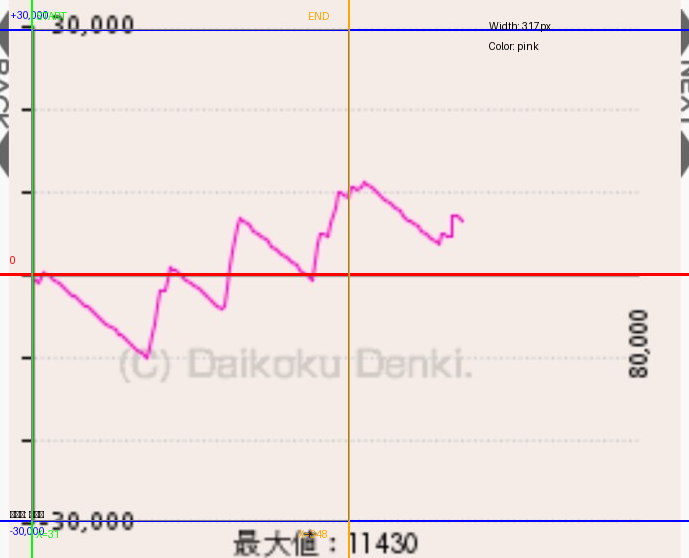 +30,000
START
30,000
END
Width: 317px
Color: pink
BACK
NEXT
0
80,000
(C) Daikoku Denki.
-30,000
-30,000
最大値：11430